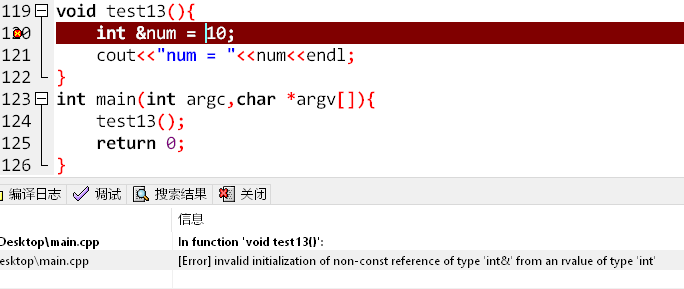 119 void test13(){
120 int &num = 10;
121 cout<<"num = "<<num<<endl;
122 }
123 int main(int argc,char *argv[]){
124 test13();
125 return 0;
126 }
编译日志 调试 搜索结果 关闭
信息
Desktop\main.cpp In function 'void test13()':
esktop\main.cpp [Error] invalid initialization of non-const reference of type 'int&' from an rvalue of type 'int'